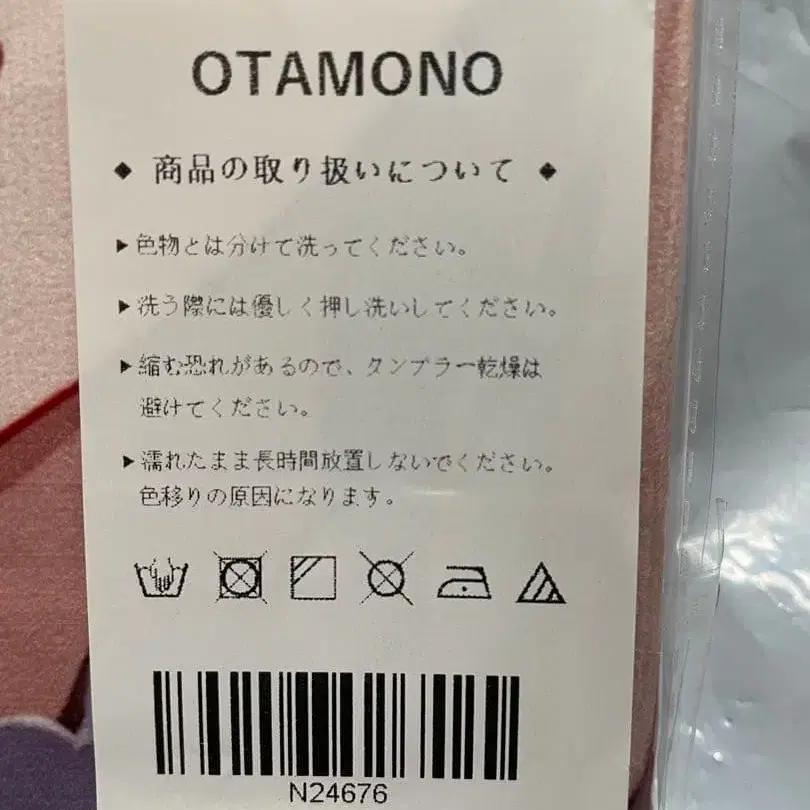 OTAMONO
◆ 商品の取り扱いについて ◆
▶色物とは分けて洗ってください。
▶洗う際には優しく押し洗いしてください。
▶縮む恐れがあるので、タンブラー乾燥は
避けてください。
▶濡れたまま長時間放置しないでください。
色移りの原因になります。
N24676